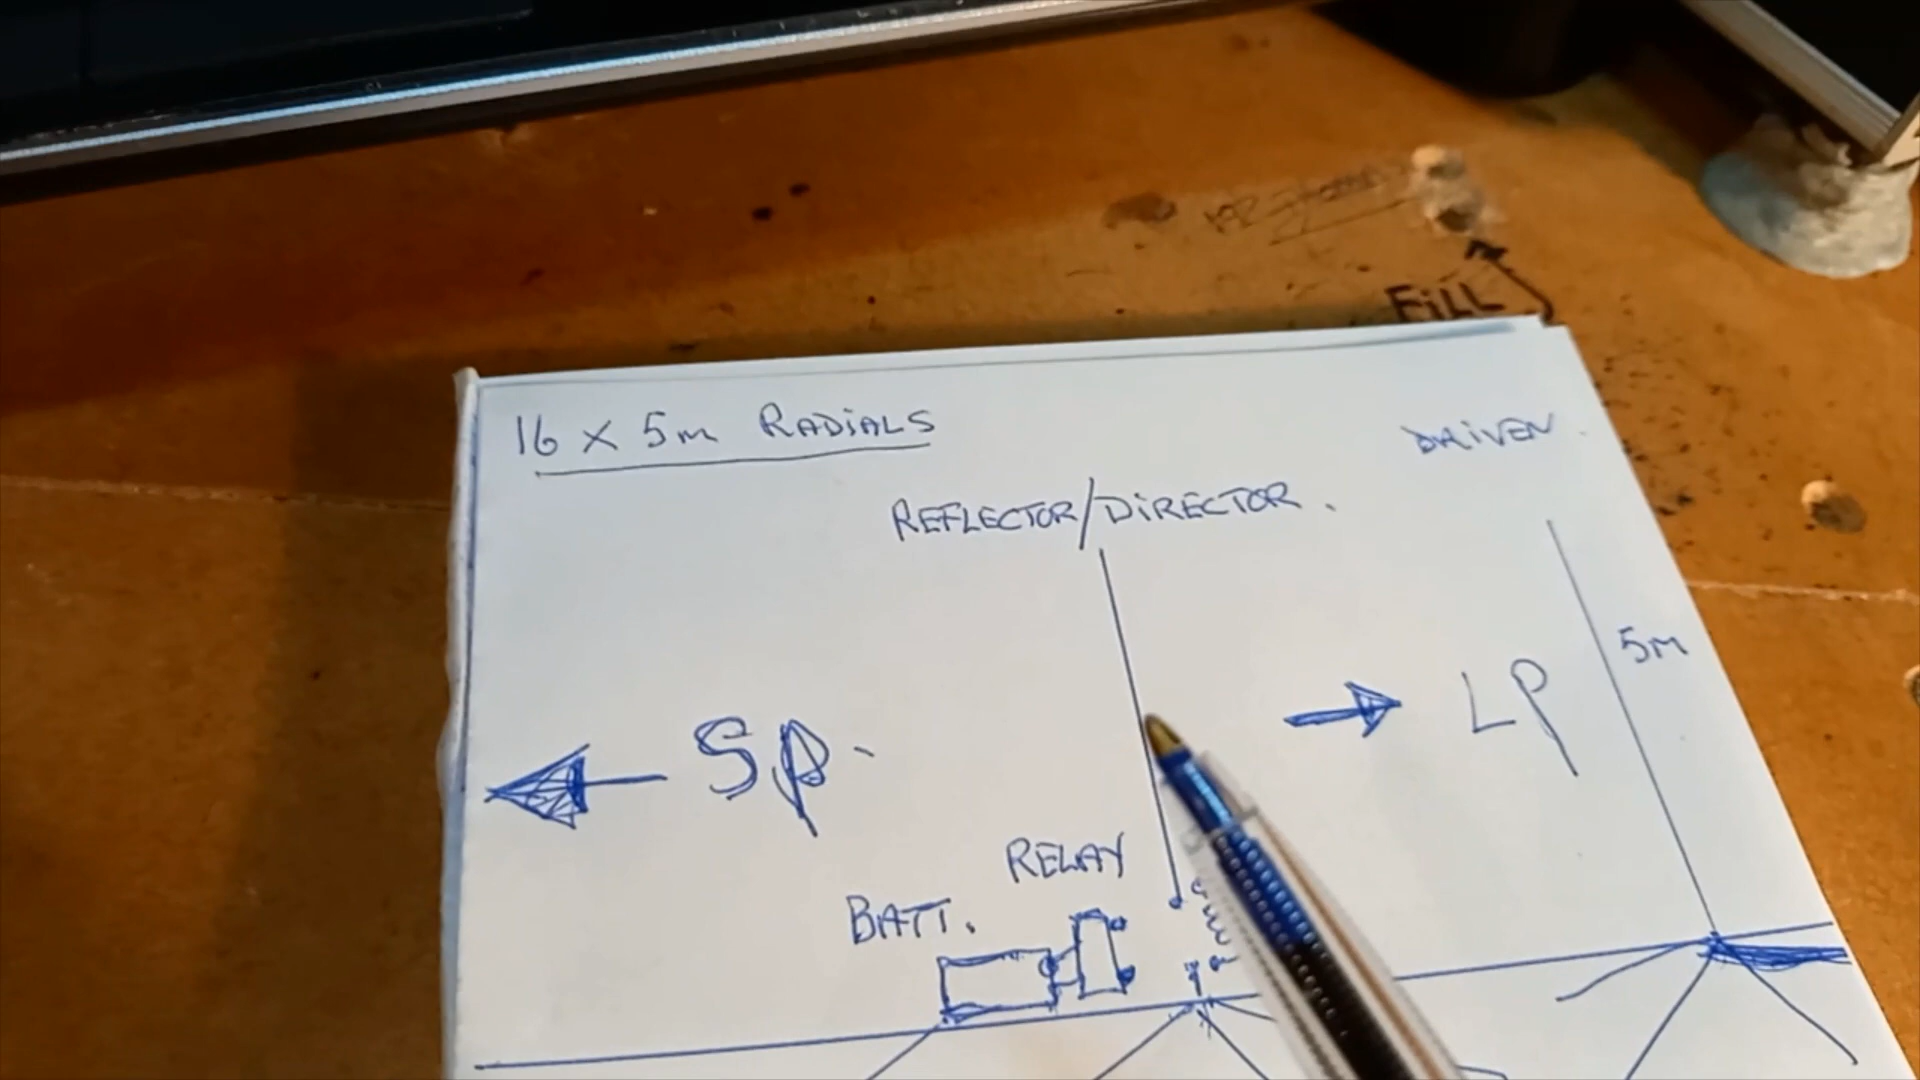 FILL
16 X 5m RADIALS
DRIVEN.
REFLECTOR/DIRECTOR.
5m
LP
SP.
RELAY
BATT.